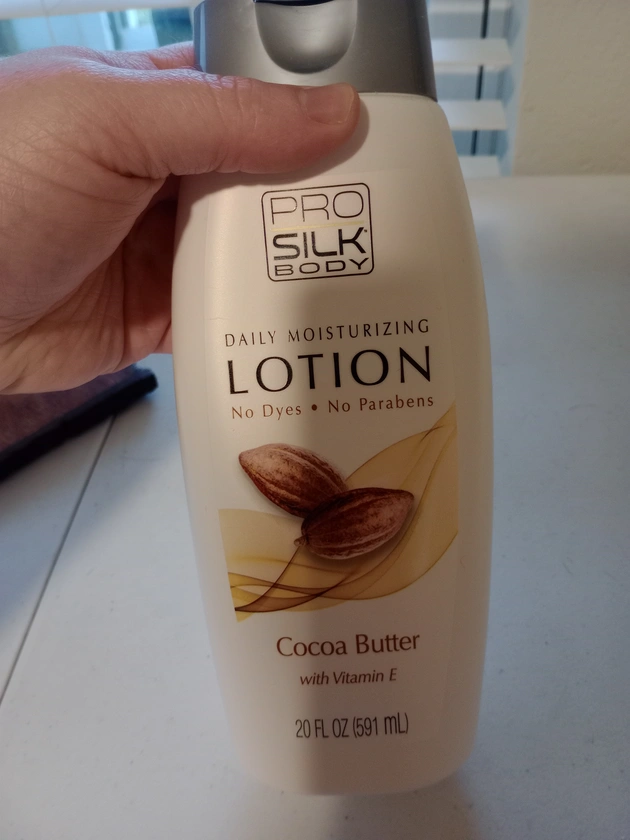 PRO
SILK
BODY
DAILY MOISTURIZING
LOTION
No Dyes • No Parabens
Cocoa Butter
with Vitamin E
20 FL OZ (591 mL)